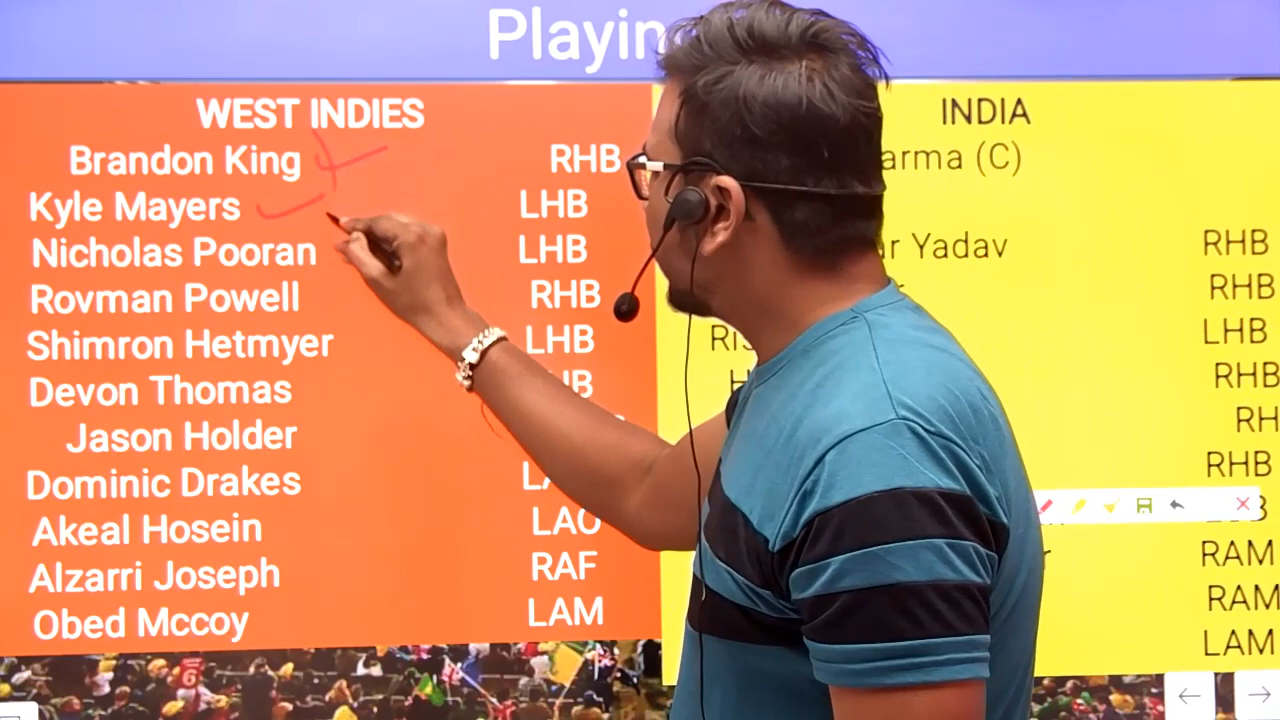 WEST INDIES
Brandon King RHB
Kyle Mayers LHB
Nicholas Pooran LHB
Rovman Powell RHB
Shimron Hetmyer LHB
Devon Thomas
Jason Holder
Dominic Drakes
Akeal Hosein LAO
Alzarri Joseph RAF
Obed Mccoy LAM
INDIA
(C)
Yadav RHB
RHB
LHB
RHB
RHB
RAM
RAM
LAM